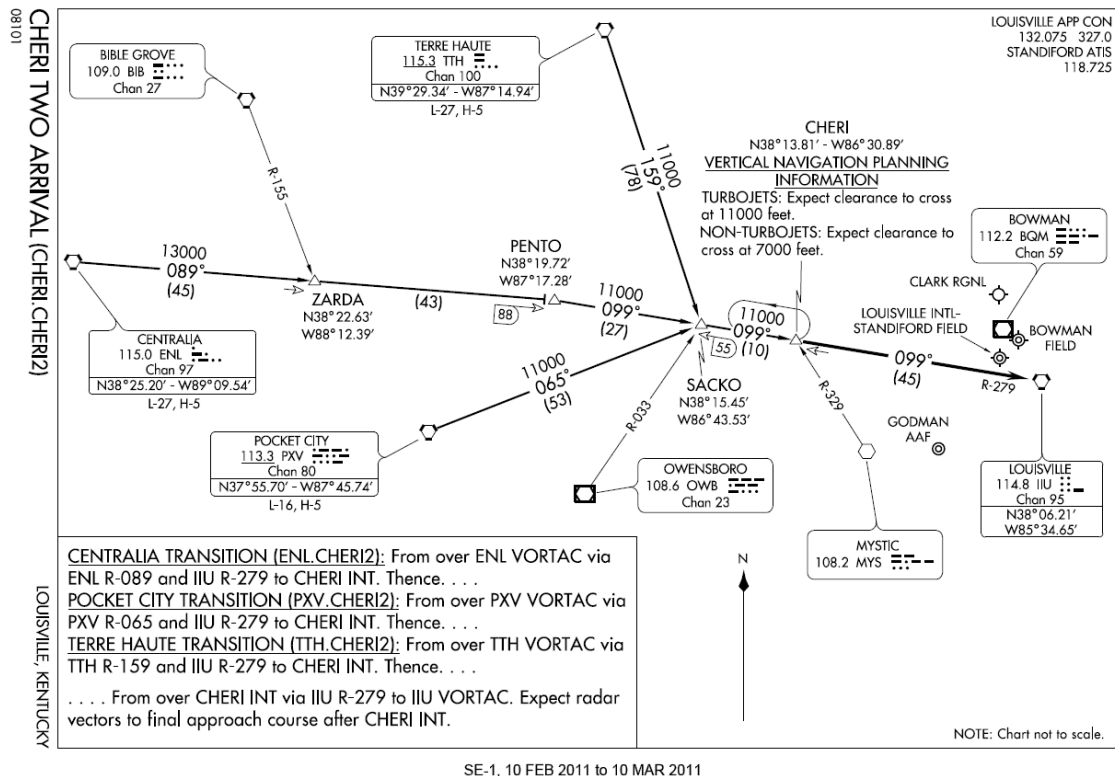 CHERI TWO ARRIVAL (CHERI.CHERI2)
08101
LOUISVILLE APP CON
132.075 327.0
STANDIFORD ATIS
118.725
BIBLE GROVE
109.0 BIB
Chan 27
TERRE HAUTE
115.3 TTH
Chan 100
N39°29.34' - W87°14.94'
L-27, H-5
CHERI
N38°13.81' - W86°30.89'
VERTICAL NAVIGATION PLANNING
INFORMATION
TURBOJETS: Expect clearance to cross
at 11000 feet.
NON-TURBOJETS: Expect clearance to
cross at 7000 feet.
BOWMAN
112.2 BQM
Chan 59
R-155
11000
159°
(78)
13000
089°
(45)
ZARDA
N38°22.63'
W88°12.39'
(43)
PENTO
N38°19.72'
W87°17.28'
88
11000
099°
(27)
11000
099°
(10)
55
CLARK RGNL
LOUISVILLE INTL-
STANDIFORD FIELD
BOWMAN
FIELD
099°
(45)
R-279
CENTRALIA
115.0 ENL
Chan 97
N38°25.20' - W89°09.54'
L-27, H-5
11000
065°
(53)
SACKO
N38°15.45'
W86°43.53'
R-033
R-329
GODMAN
AAF
POCKET CITY
113.3 PXV
Chan 80
N37°55.70' - W87°45.74'
L-16, H-5
OWENSBORO
108.6 OWB
Chan 23
LOUISVILLE
114.8 IIU
Chan 95
N38°06.21'
W85°34.65'
MYSTIC
108.2 MYS
N
CENTRALIA TRANSITION (ENL.CHERI2): From over ENL VORTAC via
ENL R-089 and IIU R-279 to CHERI INT. Thence. . . .
POCKET CITY TRANSITION (PXV.CHERI2): From over PXV VORTAC via
PXV R-065 and IIU R-279 to CHERI INT. Thence. . . .
TERRE HAUTE TRANSITION (TTH.CHERI2): From over TTH VORTAC via
TTH R-159 and IIU R-279 to CHERI INT. Thence. . . .
. . . . From over CHERI INT via IIU R-279 to IIU VORTAC. Expect radar
vectors to final approach course after CHERI INT.
LOUISVILLE, KENTUCKY
NOTE: Chart not to scale.
SE-1, 10 FEB 2011 to 10 MAR 2011